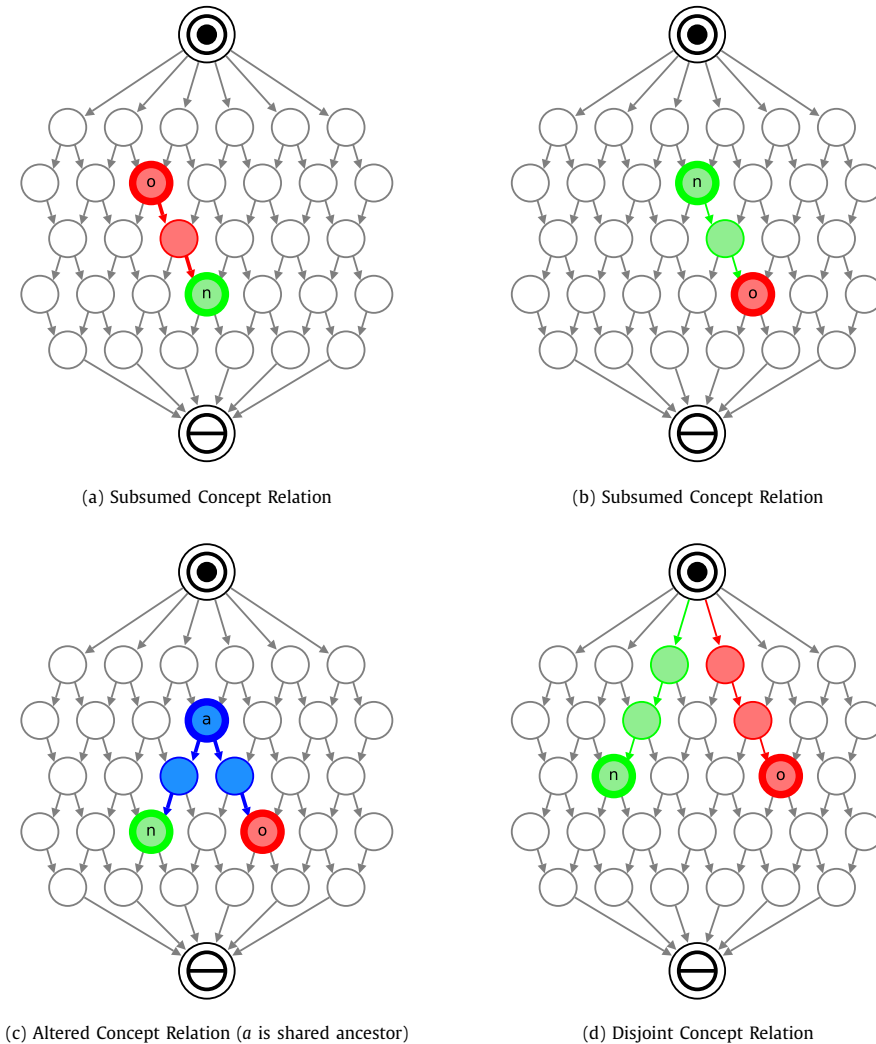 o
n
n
o
(a) Subsumed Concept Relation
(b) Subsumed Concept Relation
a
n
o
n
o
(c) Altered Concept Relation (a is shared ancestor)
(d) Disjoint Concept Relation